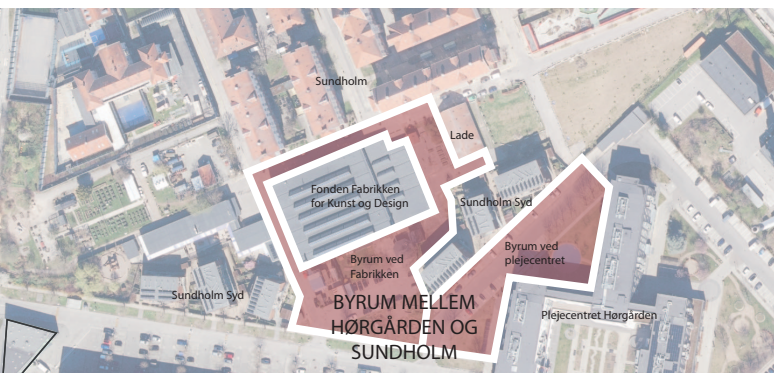 Sundholm
Lade
Fonden Fabrikken
for Kunst og Design
Sundholm Syd
Byrum ved
plejecentret
Byrum ved
Fabrikken
Sundholm Syd
BYRUM MELLEM
HØRGÅRDEN OG
SUNDHOLM
Plejecentret Hørgården